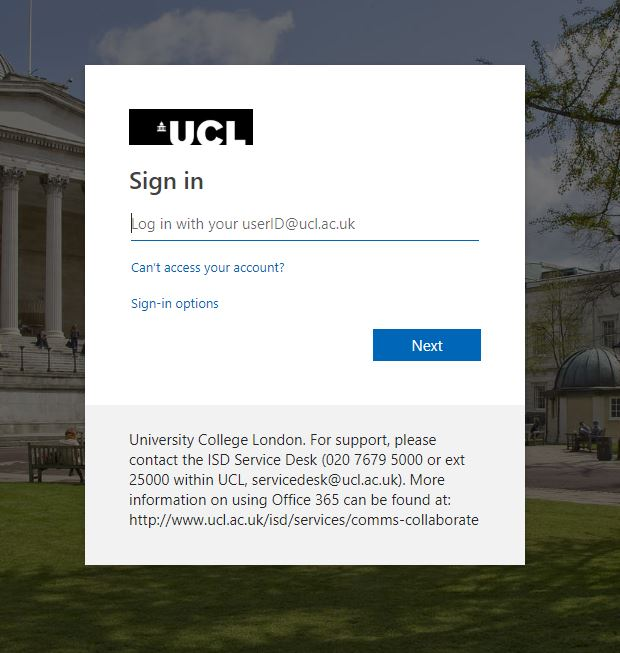 UCL
Sign in
Log in with your userID@ucl.ac.uk
Can't access your account?
Sign-in options
Next
University College London. For support, please
contact the ISD Service Desk (020 7679 5000 or ext
25000 within UCL, servicedesk@ucl.ac.uk). More
information on using Office 365 can be found at:
http://www.ucl.ac.uk/isd/services/comms-collaborate